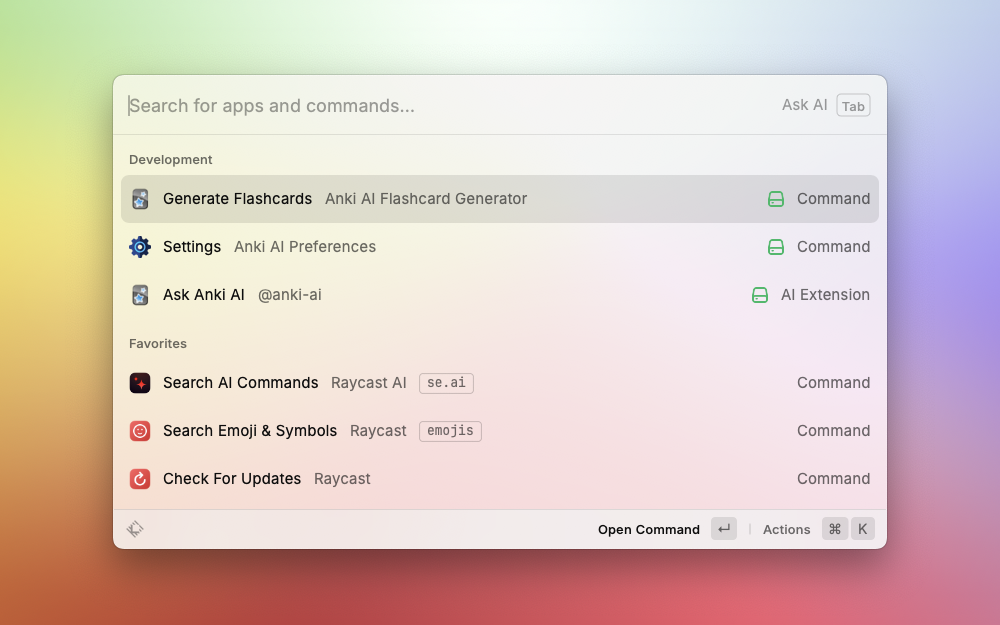 Search for apps and commands... Ask AI Tab
Development
Generate Flashcards Anki AI Flashcard Generator Command
Settings Anki AI Preferences Command
Ask Anki AI @anki-ai AI Extension
Favorites
Search AI Commands Raycast AI se.ai Command
Search Emoji & Symbols Raycast emojis Command
Check For Updates Raycast Command
Open Command ↵ | Actions ⌘ K